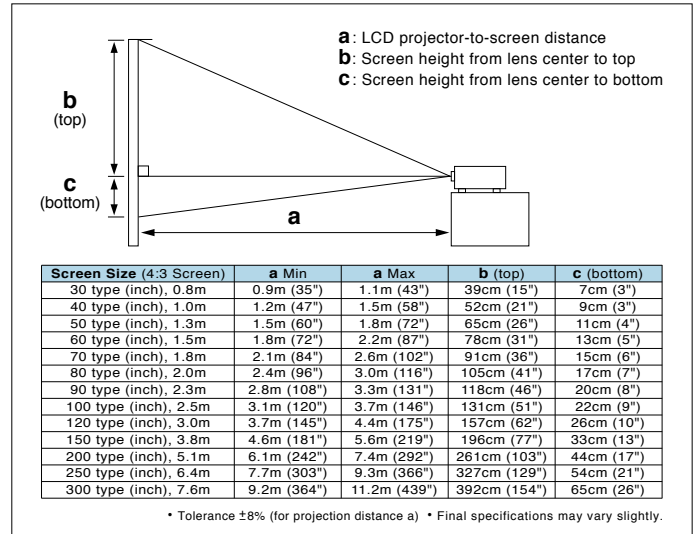 a: LCD projector-to-screen distance
b: Screen height from lens center to top
c: Screen height from lens center to bottom
b
(top)
c
(bottom)
a
Screen Size (4:3 Screen) a Min a Max b (top) c (bottom)
30 type (inch), 0.8m 0.9m (35") 1.1m (43") 39cm (15") 7cm (3")
40 type (inch), 1.0m 1.2m (47") 1.5m (58") 52cm (21") 9cm (3")
50 type (inch), 1.3m 1.5m (60") 1.8m (72") 65cm (26") 11cm (4")
60 type (inch), 1.5m 1.8m (72") 2.2m (87") 78cm (31") 13cm (5")
70 type (inch), 1.8m 2.1m (84") 2.6m (102") 91cm (36") 15cm (6")
80 type (inch), 2.0m 2.4m (96") 3.0m (116") 105cm (41") 17cm (7")
90 type (inch), 2.3m 2.8m (108") 3.3m (131") 118cm (46") 20cm (8")
100 type (inch), 2.5m 3.1m (120") 3.7m (146") 131cm (51") 22cm (9")
120 type (inch), 3.0m 3.7m (145") 4.4m (175") 157cm (62") 26cm (10")
150 type (inch), 3.8m 4.6m (181") 5.6m (219") 196cm (77") 33cm (13")
200 type (inch), 5.1m 6.1m (242") 7.4m (292") 261cm (103") 44cm (17")
250 type (inch), 6.4m 7.7m (303") 9.3m (366") 327cm (129") 54cm (21")
300 type (inch), 7.6m 9.2m (364") 11.2m (439") 392cm (154") 65cm (26")
• Tolerance ±8% (for projection distance a) • Final specifications may vary slightly.